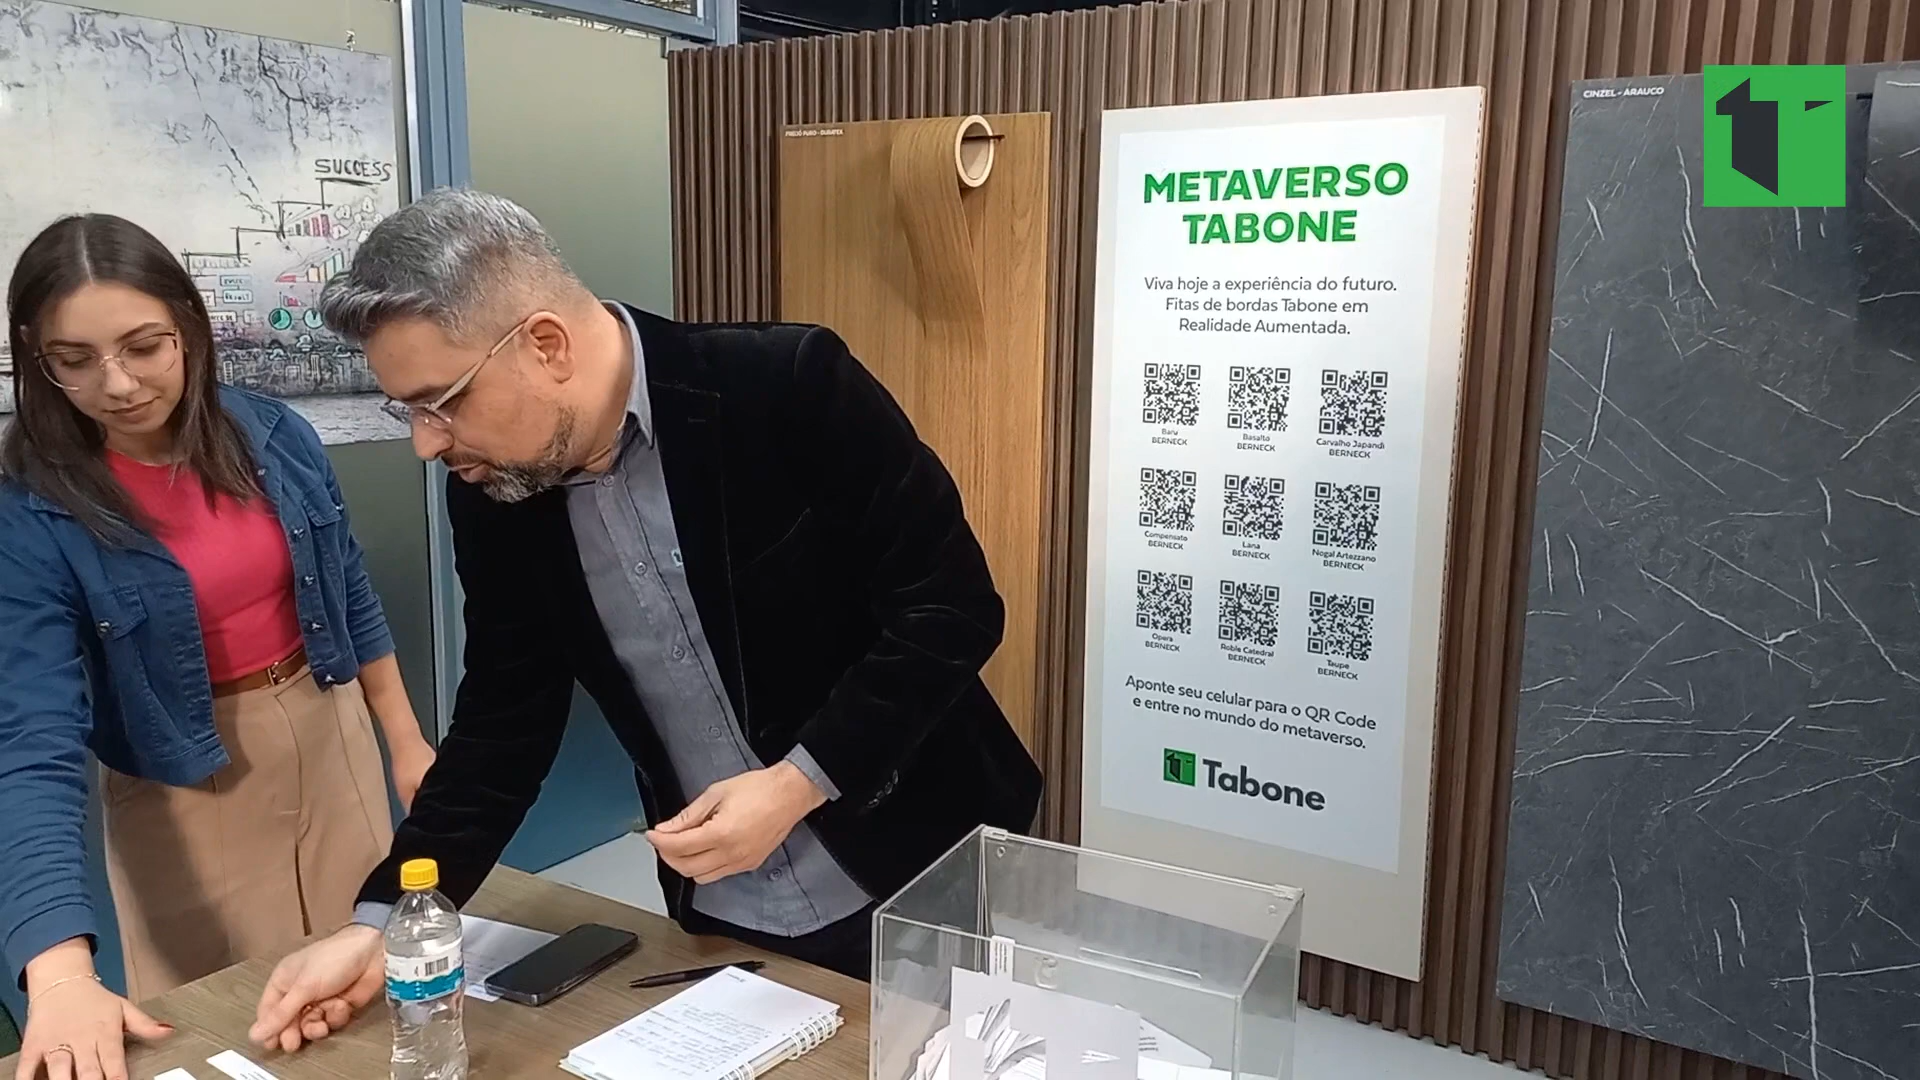 SUCCESS
RESULT
FREIJÓ PURO - DURATEX
CINZEL - ARAUCO
METAVERSO
TABONE
Viva hoje a experiência do futuro.
Fitas de bordas Tabone em
Realidade Aumentada.
Baru
BERNECK
Basalto
BERNECK
Carvalho Japandi
BERNECK
Compensato
BERNECK
Lana
BERNECK
Nogal Artezzano
BERNECK
Opera
BERNECK
Roble Catedral
BERNECK
Taupe
BERNECK
Aponte seu celular para o QR Code
e entre no mundo do metaverso.
Tabone